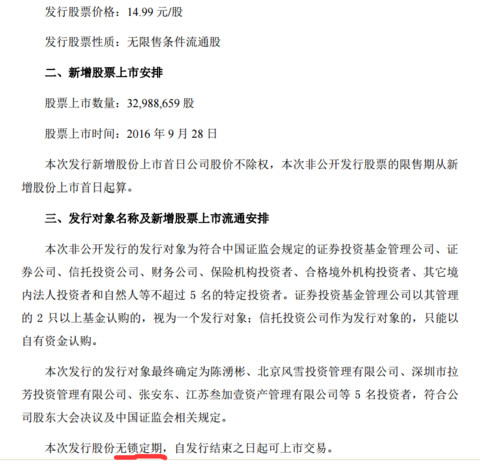 发行股票价格：14.99 元/股
发行股票性质：无限售条件流通股
二、新增股票上市安排
股票上市数量：32,988,659 股
股票上市时间：2016 年 9 月 28 日
本次发行新增股份上市首日公司股价不除权，本次非公开发行股票的限售期从新
增股份上市首日起算。
三、发行对象名称及新增股票上市流通安排
本次非公开发行的发行对象为符合中国证监会规定的证券投资基金管理公司、证
券公司、信托投资公司、财务公司、保险机构投资者、合格境外机构投资者、其它境
内法人投资者和自然人等不超过 5 名的特定投资者。证券投资基金管理公司以其管理
的 2 只以上基金认购的，视为一个发行对象；信托投资公司作为发行对象的，只能以
自有资金认购。
本次发行的发行对象最终确定为陈湧彬、北京风雪投资管理有限公司、深圳市拉
芳投资管理有限公司、张安东、江苏叁加壹资产管理有限公司等 5 名投资者，符合公
司股东大会决议及中国证监会相关规定。
本次发行股份无锁定期，自发行结束之日起可上市交易。